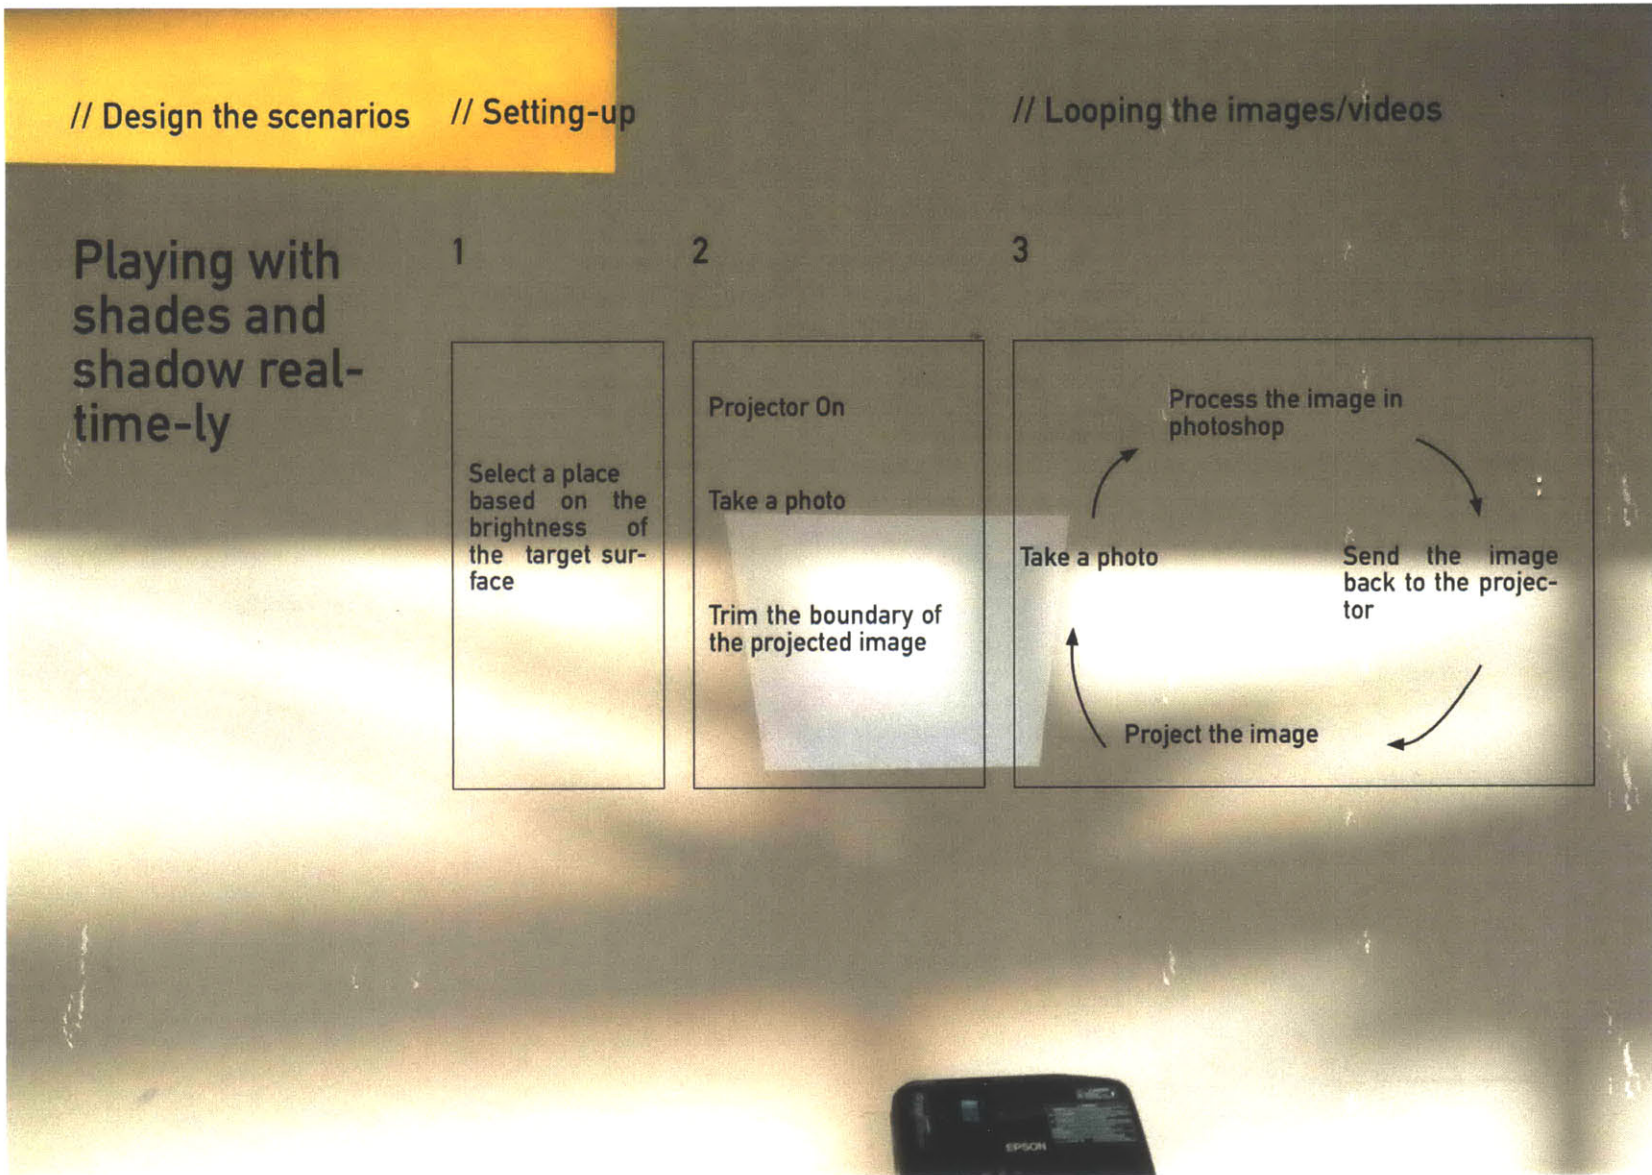 // Design the scenarios
// Setting-up
// Looping the images/videos
Playing with
shades and
shadow real-
time-ly
1
2
3
Select a place
based on the
brightness of
the target sur-
face
Projector On
Take a photo
Trim the boundary of
the projected image
Process the image in
photoshop
Take a photo
Send the image
back to the projec-
tor
Project the image
EPSON